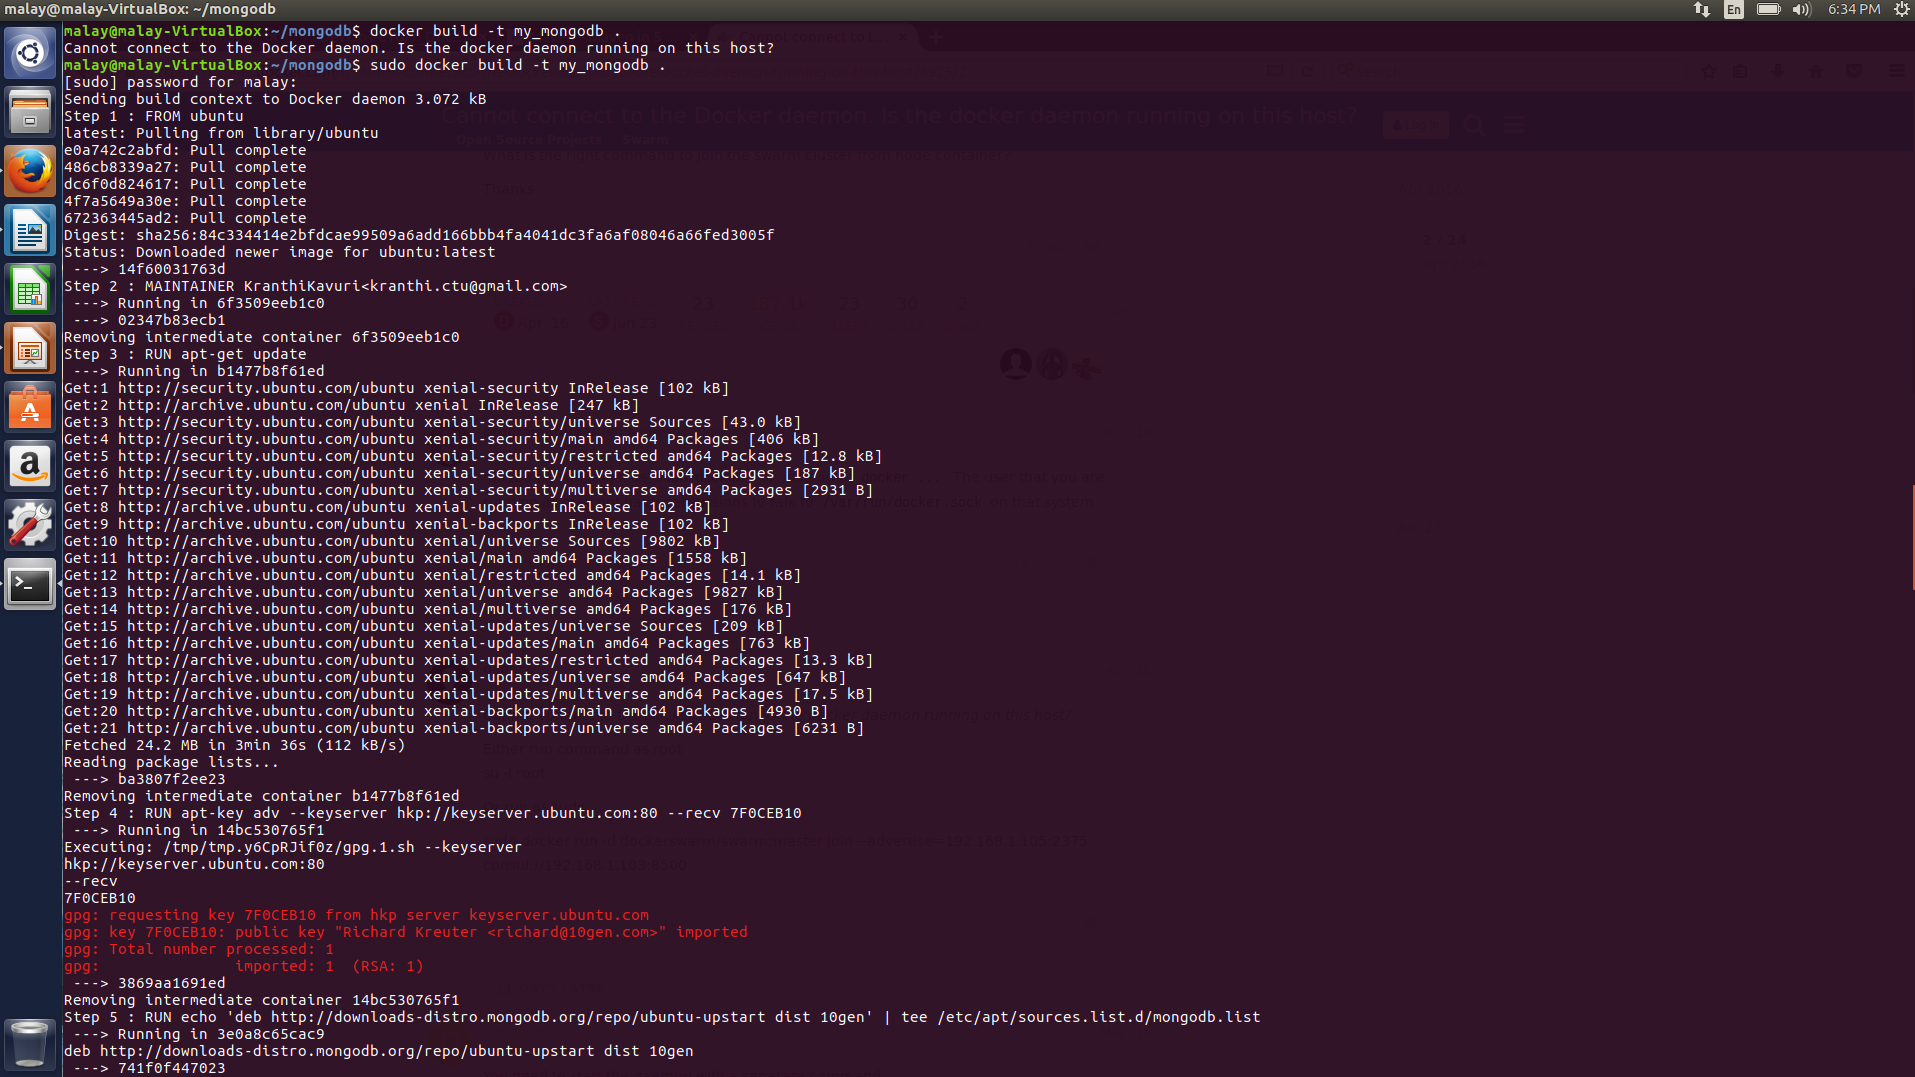 malay@malay-VirtualBox: ~/mongodb
En
6:34 PM
malay@malay-VirtualBox:~/mongodb$ docker build -t my_mongodb .
Cannot connect to the Docker daemon. Is the docker daemon running on this host?
malay@malay-VirtualBox:~/mongodb$ sudo docker build -t my_mongodb .
[sudo] password for malay:
Sending build context to Docker daemon 3.072 kB
Step 1 : FROM ubuntu
latest: Pulling from library/ubuntu
e0a742c2abfd: Pull complete
486cb8339a27: Pull complete
dc6f0d824617: Pull complete
4f7a5649a30e: Pull complete
672363445ad2: Pull complete
Digest: sha256:84c334414e2bfdcae99509a6add166bbb4fa4041dc3fa6af08046a66fed3005f
Status: Downloaded newer image for ubuntu:latest
 ---> 14f60031763d
Step 2 : MAINTAINER KranthiKavuri<kranthi.ctu@gmail.com>
 ---> Running in 6f3509eeb1c0
 ---> 02347b83ecb1
Removing intermediate container 6f3509eeb1c0
Step 3 : RUN apt-get update
 ---> Running in b1477b8f61ed
Get:1 http://security.ubuntu.com/ubuntu xenial-security InRelease [102 kB]
Get:2 http://archive.ubuntu.com/ubuntu xenial InRelease [247 kB]
Get:3 http://security.ubuntu.com/ubuntu xenial-security/universe Sources [43.0 kB]
Get:4 http://security.ubuntu.com/ubuntu xenial-security/main amd64 Packages [406 kB]
Get:5 http://security.ubuntu.com/ubuntu xenial-security/restricted amd64 Packages [12.8 kB]
Get:6 http://security.ubuntu.com/ubuntu xenial-security/universe amd64 Packages [187 kB]
Get:7 http://security.ubuntu.com/ubuntu xenial-security/multiverse amd64 Packages [2931 B]
Get:8 http://archive.ubuntu.com/ubuntu xenial-updates InRelease [102 kB]
Get:9 http://archive.ubuntu.com/ubuntu xenial-backports InRelease [102 kB]
Get:10 http://archive.ubuntu.com/ubuntu xenial/universe Sources [9802 kB]
Get:11 http://archive.ubuntu.com/ubuntu xenial/main amd64 Packages [1558 kB]
Get:12 http://archive.ubuntu.com/ubuntu xenial/restricted amd64 Packages [14.1 kB]
Get:13 http://archive.ubuntu.com/ubuntu xenial/universe amd64 Packages [9827 kB]
Get:14 http://archive.ubuntu.com/ubuntu xenial/multiverse amd64 Packages [176 kB]
Get:15 http://archive.ubuntu.com/ubuntu xenial-updates/universe Sources [209 kB]
Get:16 http://archive.ubuntu.com/ubuntu xenial-updates/main amd64 Packages [763 kB]
Get:17 http://archive.ubuntu.com/ubuntu xenial-updates/restricted amd64 Packages [13.3 kB]
Get:18 http://archive.ubuntu.com/ubuntu xenial-updates/universe amd64 Packages [647 kB]
Get:19 http://archive.ubuntu.com/ubuntu xenial-updates/multiverse amd64 Packages [17.5 kB]
Get:20 http://archive.ubuntu.com/ubuntu xenial-backports/main amd64 Packages [4930 B]
Get:21 http://archive.ubuntu.com/ubuntu xenial-backports/universe amd64 Packages [6231 B]
Fetched 24.2 MB in 3min 36s (112 kB/s)
Reading package lists...
 ---> ba3807f2ee23
Removing intermediate container b1477b8f61ed
Step 4 : RUN apt-key adv --keyserver hkp://keyserver.ubuntu.com:80 --recv 7F0CEB10
 ---> Running in 14bc530765f1
Executing: /tmp/tmp.y6CpRJif0z/gpg.1.sh --keyserver
hkp://keyserver.ubuntu.com:80
--recv
7F0CEB10
gpg: requesting key 7F0CEB10 from hkp server keyserver.ubuntu.com
gpg: key 7F0CEB10: public key "Richard Kreuter <richard@10gen.com>" imported
gpg: Total number processed: 1
gpg:               imported: 1  (RSA: 1)
 ---> 3869aa1691ed
Removing intermediate container 14bc530765f1
Step 5 : RUN echo 'deb http://downloads-distro.mongodb.org/repo/ubuntu-upstart dist 10gen' | tee /etc/apt/sources.list.d/mongodb.list
 ---> Running in 3e0a8c65cac9
deb http://downloads-distro.mongodb.org/repo/ubuntu-upstart dist 10gen
 ---> 741f0f447023